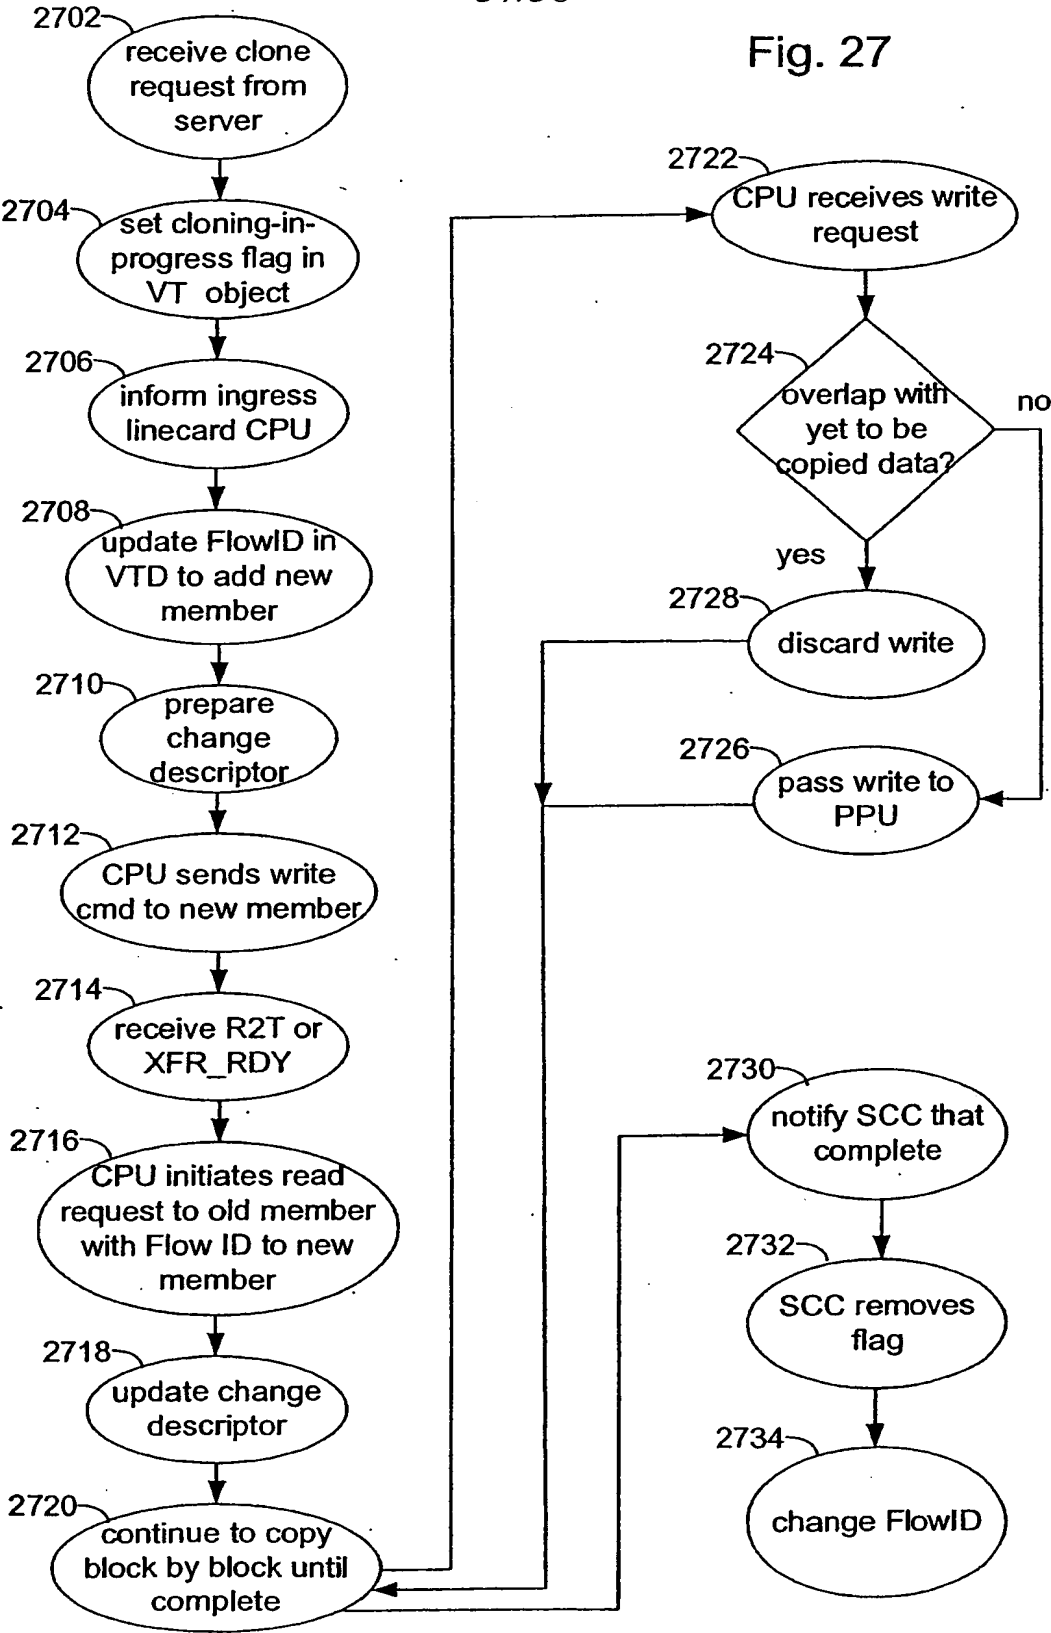 Fig. 27
2702
receive clone
request from
server
2704
set cloning-in-
progress flag in
VT object
2706
inform ingress
linecard CPU
2708
update FlowID in
VTD to add new
member
2710
prepare
change
descriptor
2712
CPU sends write
cmd to new member
2714
receive R2T or
XFR_RDY
2716
CPU initiates read
request to old member
with Flow ID to new
member
2718
update change
descriptor
2720
continue to copy
block by block until
complete
2722
CPU receives write
request
2724
overlap with
yet to be
copied data?
no
yes
2728
discard write
2726
pass write to
PPU
2730
notify SCC that
complete
2732
SCC removes
flag
2734
change FlowID